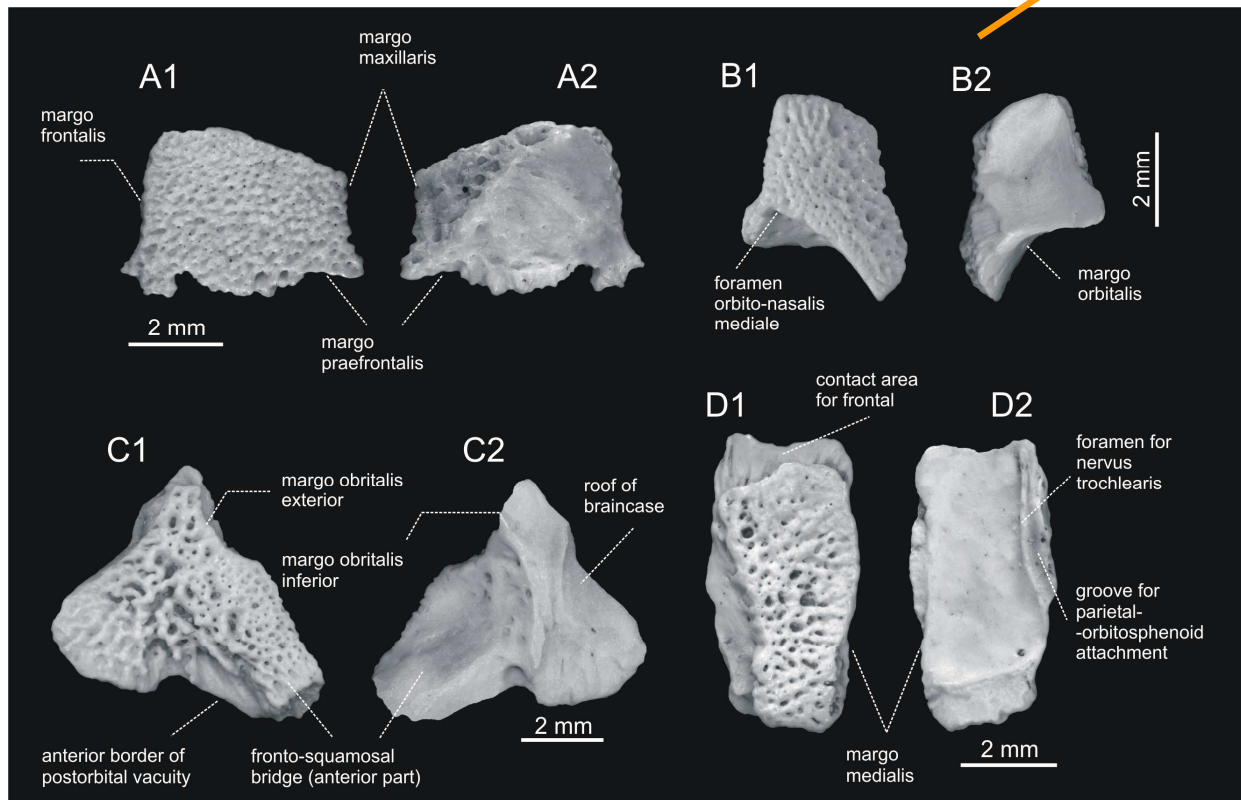 A1
margo
maxillaris
A2
margo
frontalis
2 mm
margo
praefrontalis
B1
B2
2 mm
foramen
orbito-nasalis
mediale
margo
orbitalis
C1
C2
margo obritalis
exterior
margo obritalis
inferior
roof of
braincase
2 mm
anterior border of
postorbital vacuity
fronto-squamosal
bridge (anterior part)
contact area
for frontal
D1
D2
foramen for
nervus
trochlearis
groove for
parietal-
-orbitosphenoid
attachment
margo
medialis
2 mm